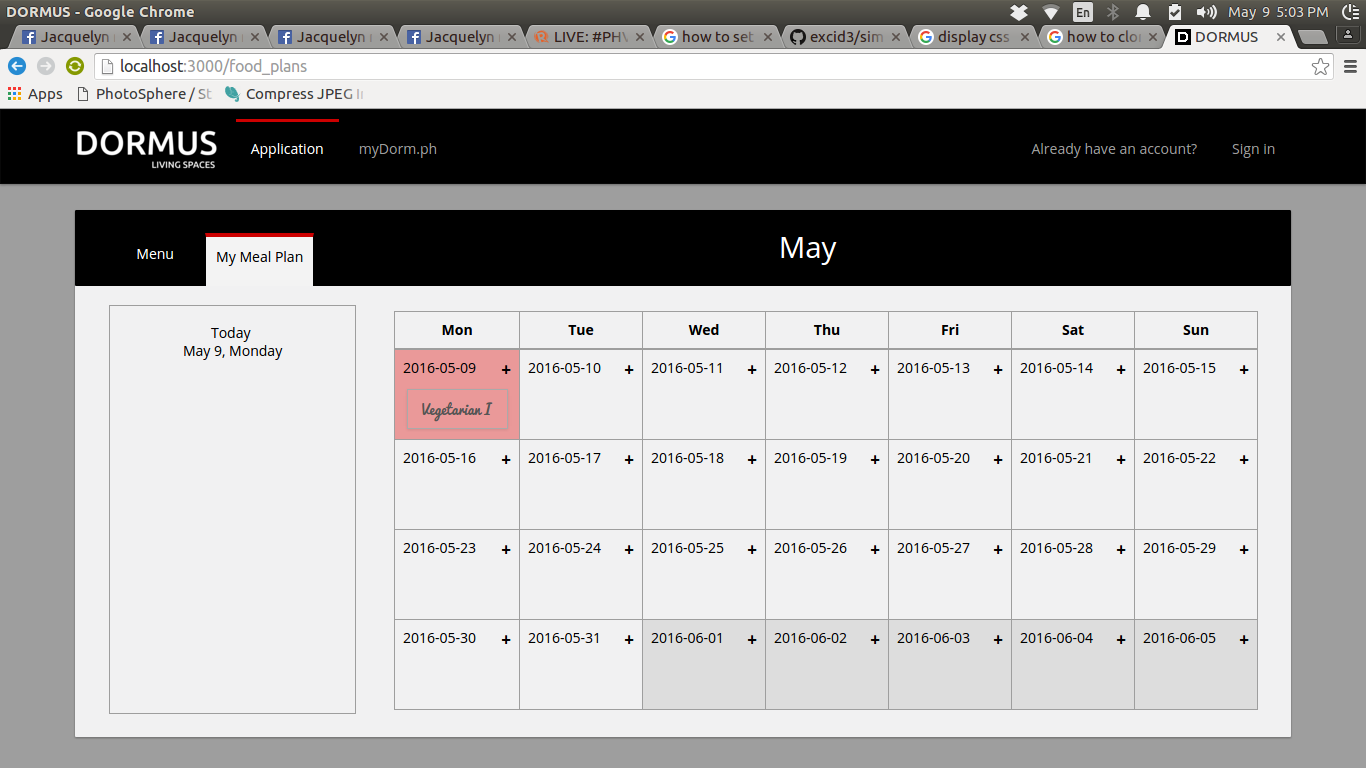 DORMUS - Google Chrome
En
May 9 5:03 PM
Jacquelyn
Jacquelyn
Jacquelyn
Jacquelyn
LIVE: #PHV
how to set
excid3/sim
display css
how to clo
DORMUS
localhost:3000/food_plans
Apps
PhotoSphere / St
Compress JPEG I
DORMUS
LIVING SPACES
Application
myDorm.ph
Already have an account?
Sign in
Menu
My Meal Plan
May
Today
May 9, Monday
Mon Tue Wed Thu Fri Sat Sun
2016-05-09 + 2016-05-10 + 2016-05-11 + 2016-05-12 + 2016-05-13 + 2016-05-14 + 2016-05-15 +
Vegetarian I
2016-05-16 + 2016-05-17 + 2016-05-18 + 2016-05-19 + 2016-05-20 + 2016-05-21 + 2016-05-22 +
2016-05-23 + 2016-05-24 + 2016-05-25 + 2016-05-26 + 2016-05-27 + 2016-05-28 + 2016-05-29 +
2016-05-30 + 2016-05-31 + 2016-06-01 + 2016-06-02 + 2016-06-03 + 2016-06-04 + 2016-06-05 +